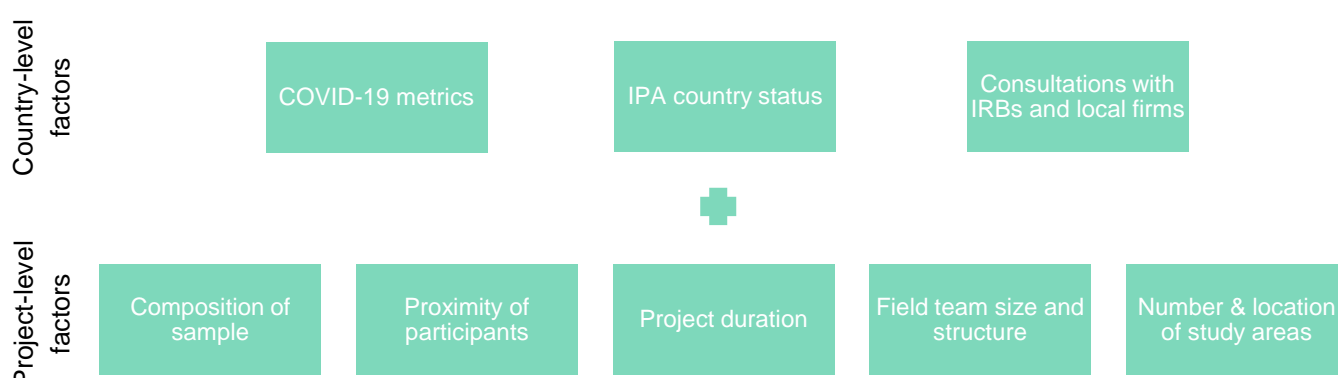 Country-level
factors
COVID-19 metrics
IPA country status
Consultations with
IRBs and local firms
Project-level
factors
Composition of
sample
Proximity of
participants
Project duration
Field team size and
structure
Number & location
of study areas